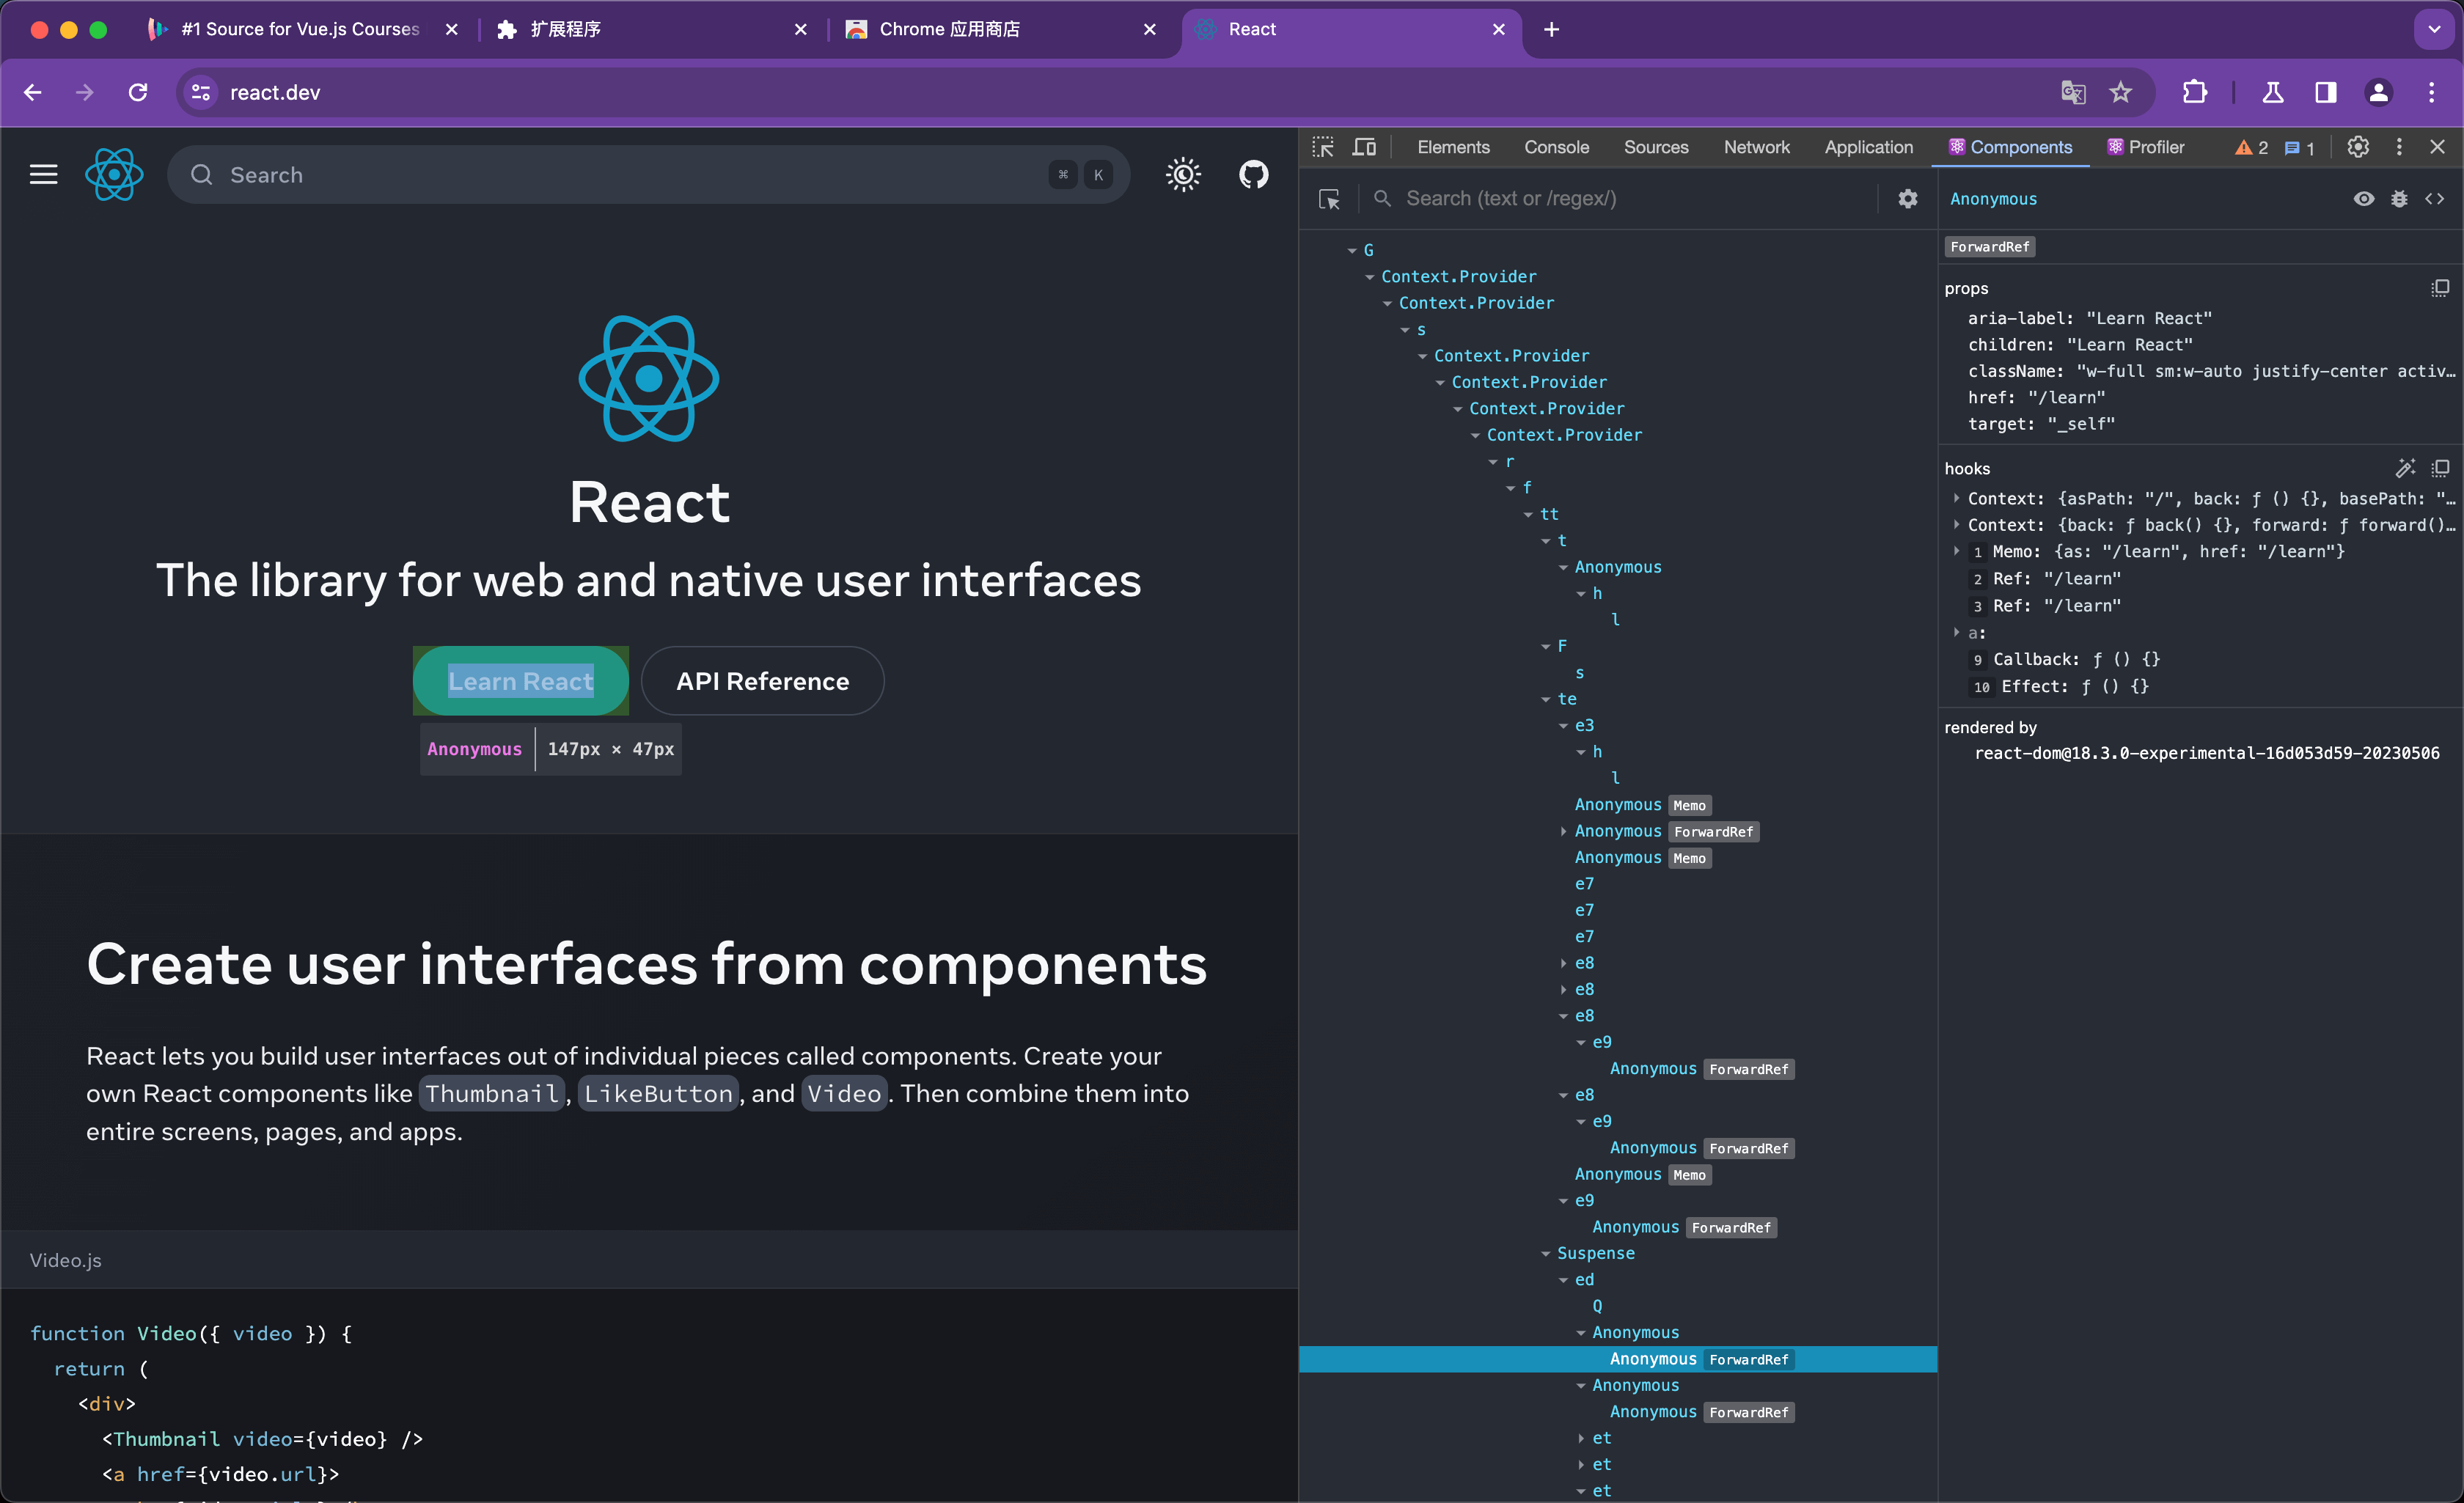 #1 Source for Vue.js Courses
扩展程序
Chrome 应用商店
React
react.dev
Search
⌘ K
React
The library for web and native user interfaces
Learn React
API Reference
Anonymous
147px × 47px
Create user interfaces from components
React lets you build user interfaces out of individual pieces called components. Create your
own React components like Thumbnail, LikeButton, and Video. Then combine them into
entire screens, pages, and apps.
Video.js
function Video({ video }) {
return (
<div>
<Thumbnail video={video} />
<a href={video.url}>
Elements
Console
Sources
Network
Application
Components
Profiler
2
1
Search (text or /regex/)
G
Context.Provider
Context.Provider
s
Context.Provider
Context.Provider
Context.Provider
Context.Provider
r
f
tt
t
Anonymous
h
l
F
s
te
e3
h
l
Anonymous Memo
Anonymous ForwardRef
Anonymous Memo
e7
e7
e7
e8
e8
e8
e9
Anonymous ForwardRef
e8
e9
Anonymous ForwardRef
Anonymous Memo
e9
Anonymous ForwardRef
Suspense
ed
Q
Anonymous
Anonymous ForwardRef
Anonymous
Anonymous ForwardRef
et
et
et
Anonymous
ForwardRef
props
aria-label: "Learn React"
children: "Learn React"
className: "w-full sm:w-auto justify-center activ…
href: "/learn"
target: "_self"
hooks
Context: {asPath: "/", back: ƒ () {}, basePath: "…
Context: {back: ƒ back() {}, forward: ƒ forward()…
1 Memo: {as: "/learn", href: "/learn"}
2 Ref: "/learn"
3 Ref: "/learn"
a:
9 Callback: ƒ () {}
10 Effect: ƒ () {}
rendered by
react-dom@18.3.0-experimental-16d053d59-20230506